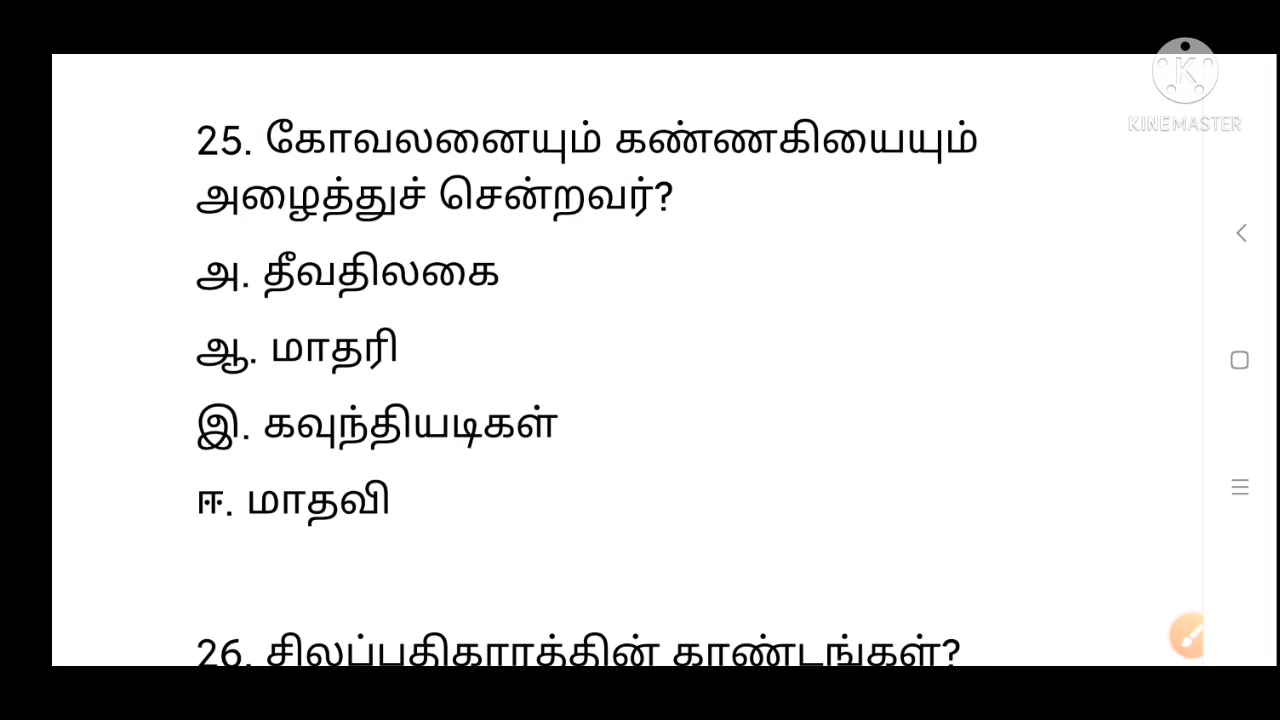 KINEMASTER
25. கோவலனையும் கண்ணகியையும்
அழைத்துச் சென்றவர்?
அ. தீவதிலகை
ஆ. மாதரி
இ. கவுந்தியடிகள்
ஈ. மாதவி
26. சிலப்பதிகாரத்தின் காண்டங்கள்?